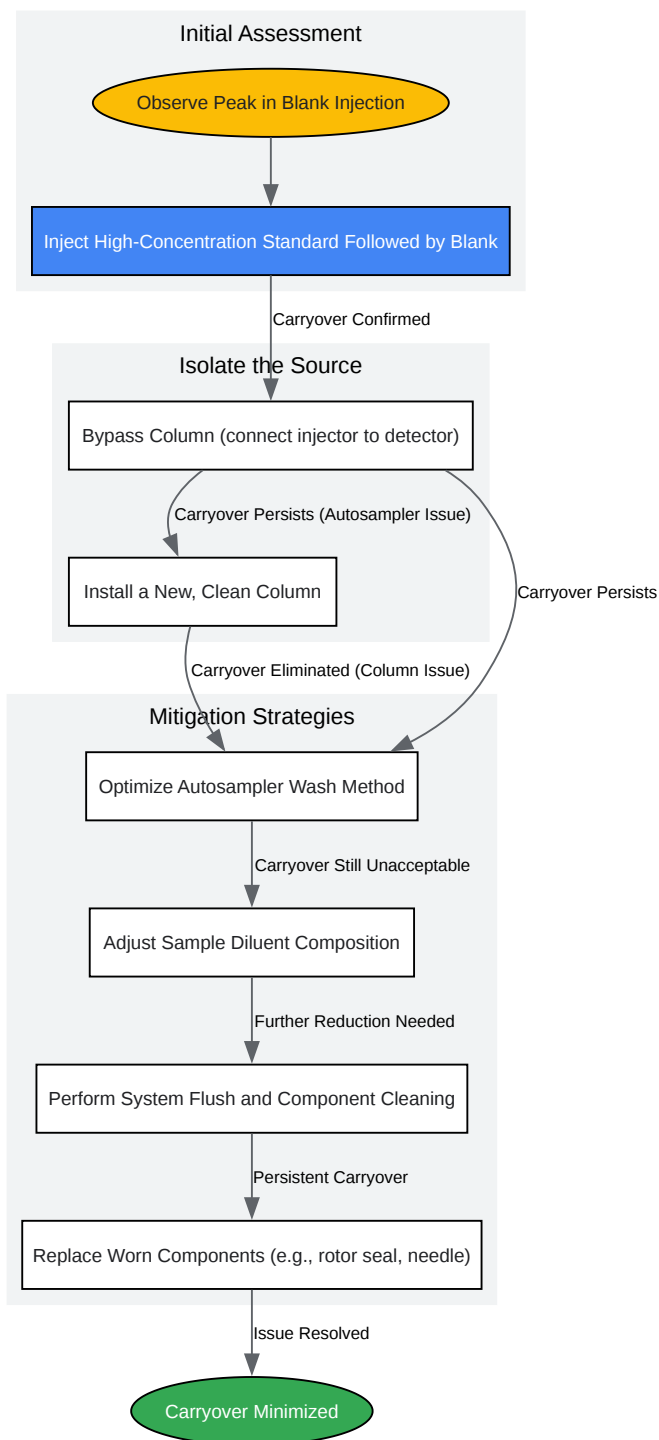 Initial Assessment
Observe Peak in Blank Injection
Inject High-Concentration Standard Followed by Blank
Carryover Confirmed
Isolate the Source
Bypass Column (connect injector to detector)
Carryover Persists (Autosampler Issue)
Install a New, Clean Column
Carryover Persists
Carryover Eliminated (Column Issue)
Mitigation Strategies
Optimize Autosampler Wash Method
Carryover Still Unacceptable
Adjust Sample Diluent Composition
Further Reduction Needed
Perform System Flush and Component Cleaning
Persistent Carryover
Replace Worn Components (e.g., rotor seal, needle)
Issue Resolved
Carryover Minimized